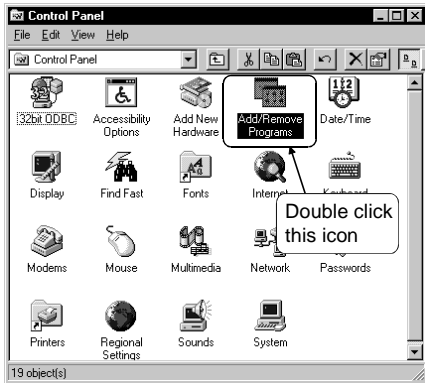 Control Panel
File Edit View Help
Control Panel
32bit ODBC
Accessibility
Options
Add New
Hardware
Add/Remove
Programs
Date/Time
Display
Find Fast
Fonts
Internet
Keyboard
Double click
this icon
Modems
Mouse
Multimedia
Network
Passwords
Printers
Regional
Settings
Sounds
System
19 object(s)